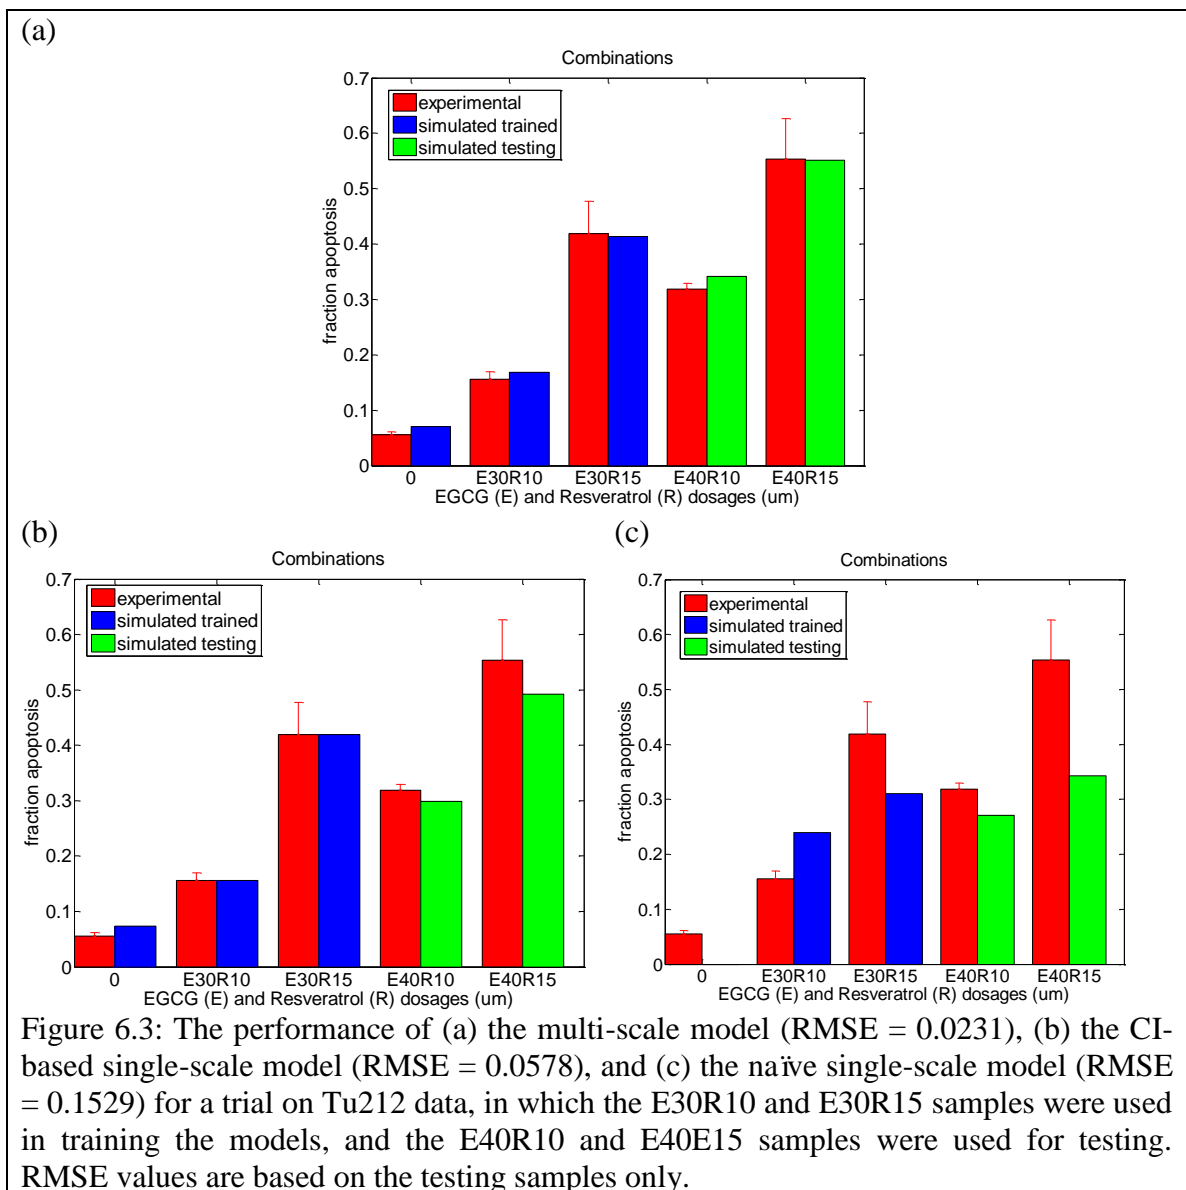 (a)
Combinations
0.7
0.6
0.5
0.4
0.3
0.2
0.1
0
fraction apoptosis
experimental
simulated trained
simulated testing
0 E30R10 E30R15 E40R10 E40R15
EGCG (E) and Resveratrol (R) dosages (um)
(b)
Combinations
0.7
0.6
0.5
0.4
0.3
0.2
0.1
0
fraction apoptosis
experimental
simulated trained
simulated testing
0 E30R10 E30R15 E40R10 E40R15
EGCG (E) and Resveratrol (R) dosages (um)
(c)
Combinations
0.7
0.6
0.5
0.4
0.3
0.2
0.1
0
fraction apoptosis
experimental
simulated trained
simulated testing
0 E30R10 E30R15 E40R10 E40R15
EGCG (E) and Resveratrol (R) dosages (um)
Figure 6.3: The performance of (a) the multi-scale model (RMSE = 0.0231), (b) the CI-
based single-scale model (RMSE = 0.0578), and (c) the naïve single-scale model (RMSE
= 0.1529) for a trial on Tu212 data, in which the E30R10 and E30R15 samples were used
in training the models, and the E40R10 and E40E15 samples were used for testing.
RMSE values are based on the testing samples only.